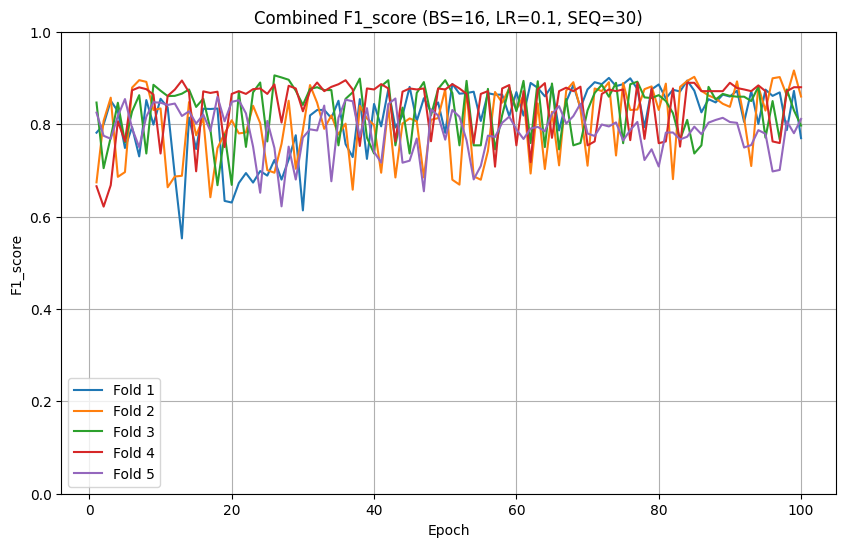 Combined F1_score (BS=16, LR=0.1, SEQ=30)
1.0
0.8
0.6
0.4
0.2
0.0
F1_score
Fold 1
Fold 2
Fold 3
Fold 4
Fold 5
0 20 40 60 80 100
Epoch